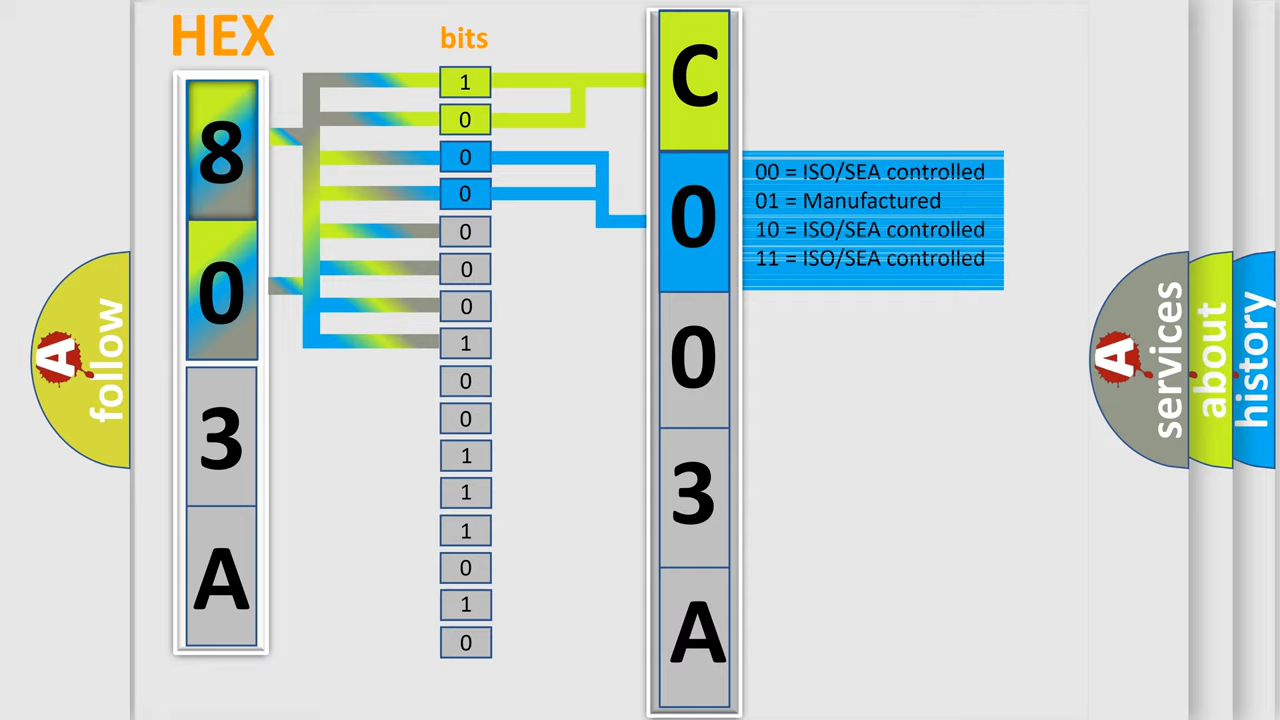 HEX
8
0
3
A
bits
1
0
0
0
0
0
0
1
0
0
1
1
1
0
1
0
C
0
0
3
A
00 = ISO/SEA controlled
01 = Manufactured
10 = ISO/SEA controlled
11 = ISO/SEA controlled
A
follow
A
services
about
history